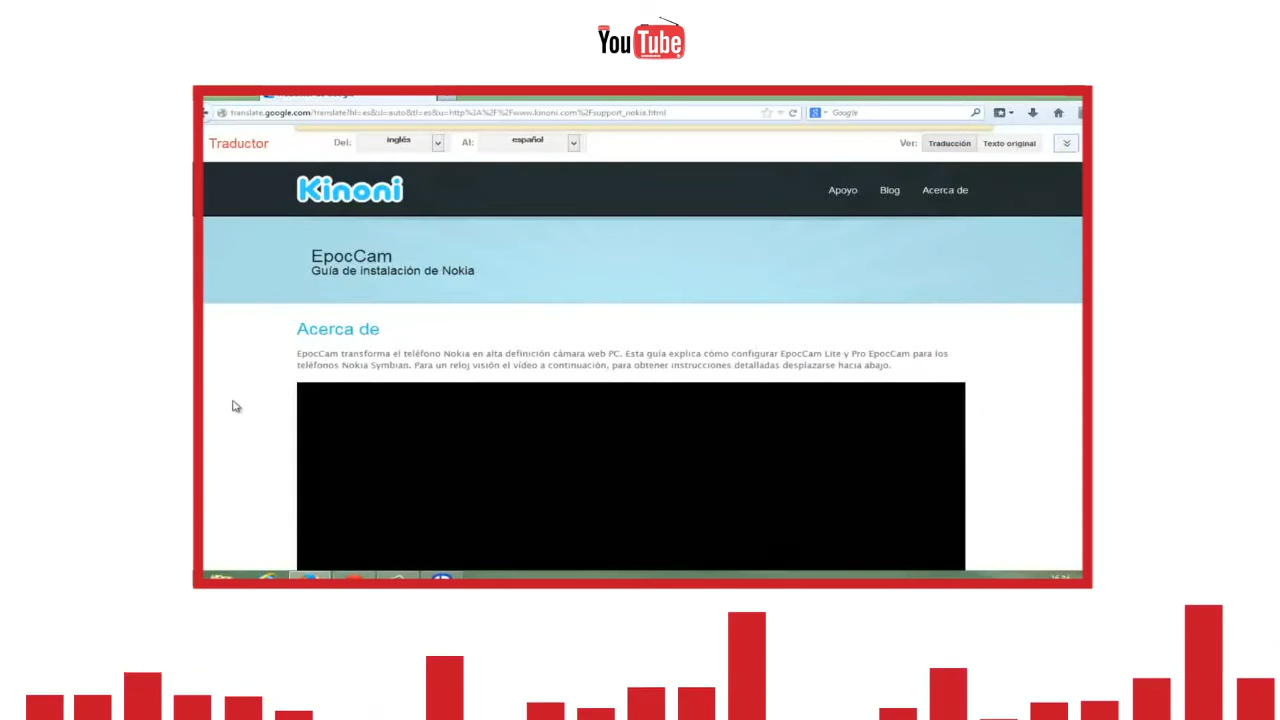 You Tube
translate.google.com/translate?hl=es&sl=auto&tl=es&u=http%3A%2F%2Fwww.kinoni.com%2Fsupport_nokia.html
Google
Traductor
Del: inglés Al: español Ver: Traducción Texto original
Kinoni
Apoyo Blog Acerca de
EpocCam
Guía de instalación de Nokia
Acerca de
EpocCam transforma el teléfono Nokia en alta definición cámara web PC. Esta guía explica cómo configurar EpocCam Lite y Pro EpocCam para los
teléfonos Nokia Symbian. Para un reloj visión el vídeo a continuación, para obtener instrucciones detalladas desplazarse hacia abajo.